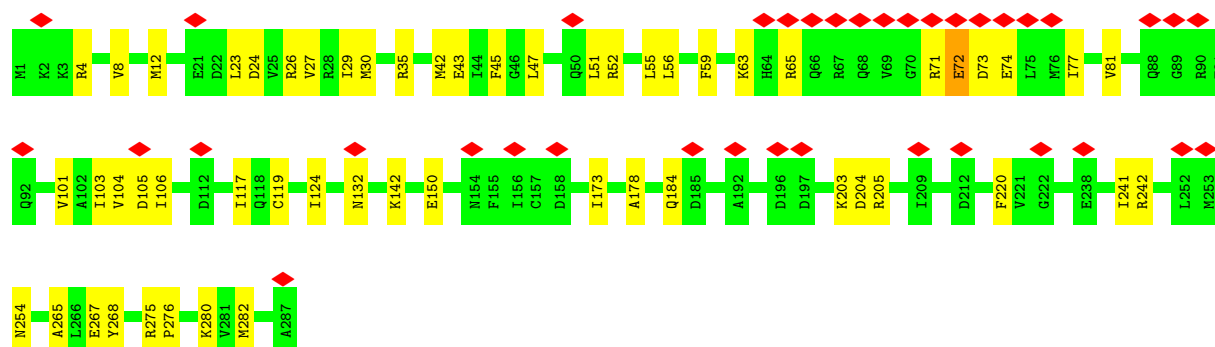 M1 K2 K3 R4 V8 M12 E21 D22 L23 D24 V25 R26 V27 R28 I29 M30 R35 M42 E43 I44 F45 G46 L47 Q50 L51 R52 L55 L56 F59 K63 H64 R65 Q66 R67 Q68 V69 G70 R71 E72 D73 E74 L75 M76 I77 V81 Q88 G89 R90
Q92 V101 A102 I103 V104 D105 I106 D112 I117 Q118 C119 I124 N132 K142 E150 N154 F155 I156 C157 D158 I173 A178 Q184 D185 A192 D196 D197 K203 D204 R205 I209 D212 F220 V221 G222 E238 I241 R242 L252 M253
N254 A265 L266 E267 Y268 R275 P276 K280 V281 M282 A287